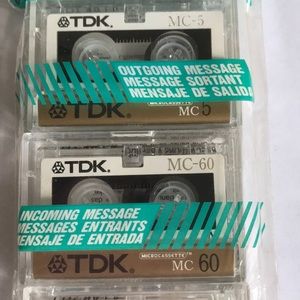 TDK MC-5
OUTGOING MESSAGE
MESSAGE SORTANT
MENSAJE DE SALIDA
MICROCASSETTE
MC 5
TDK MC-60
INCOMING MESSAGE
MESSAGES ENTRANTS
MENSAJE DE ENTRADA
MICROCASSETTE
TDK MC 60